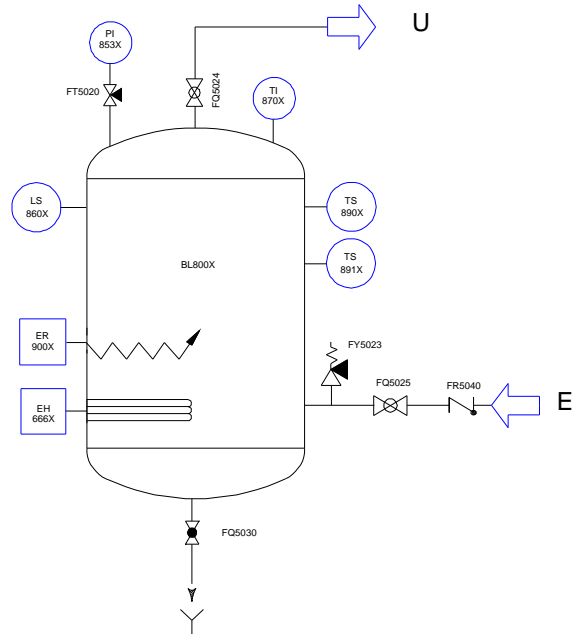 U
PI
853X
FT5020
FQ5024
TI
870X
LS
860X
TS
890X
BL800X
TS
891X
ER
900X
FY5023
FQ5025
FR5040
E
EH
666X
FQ5030